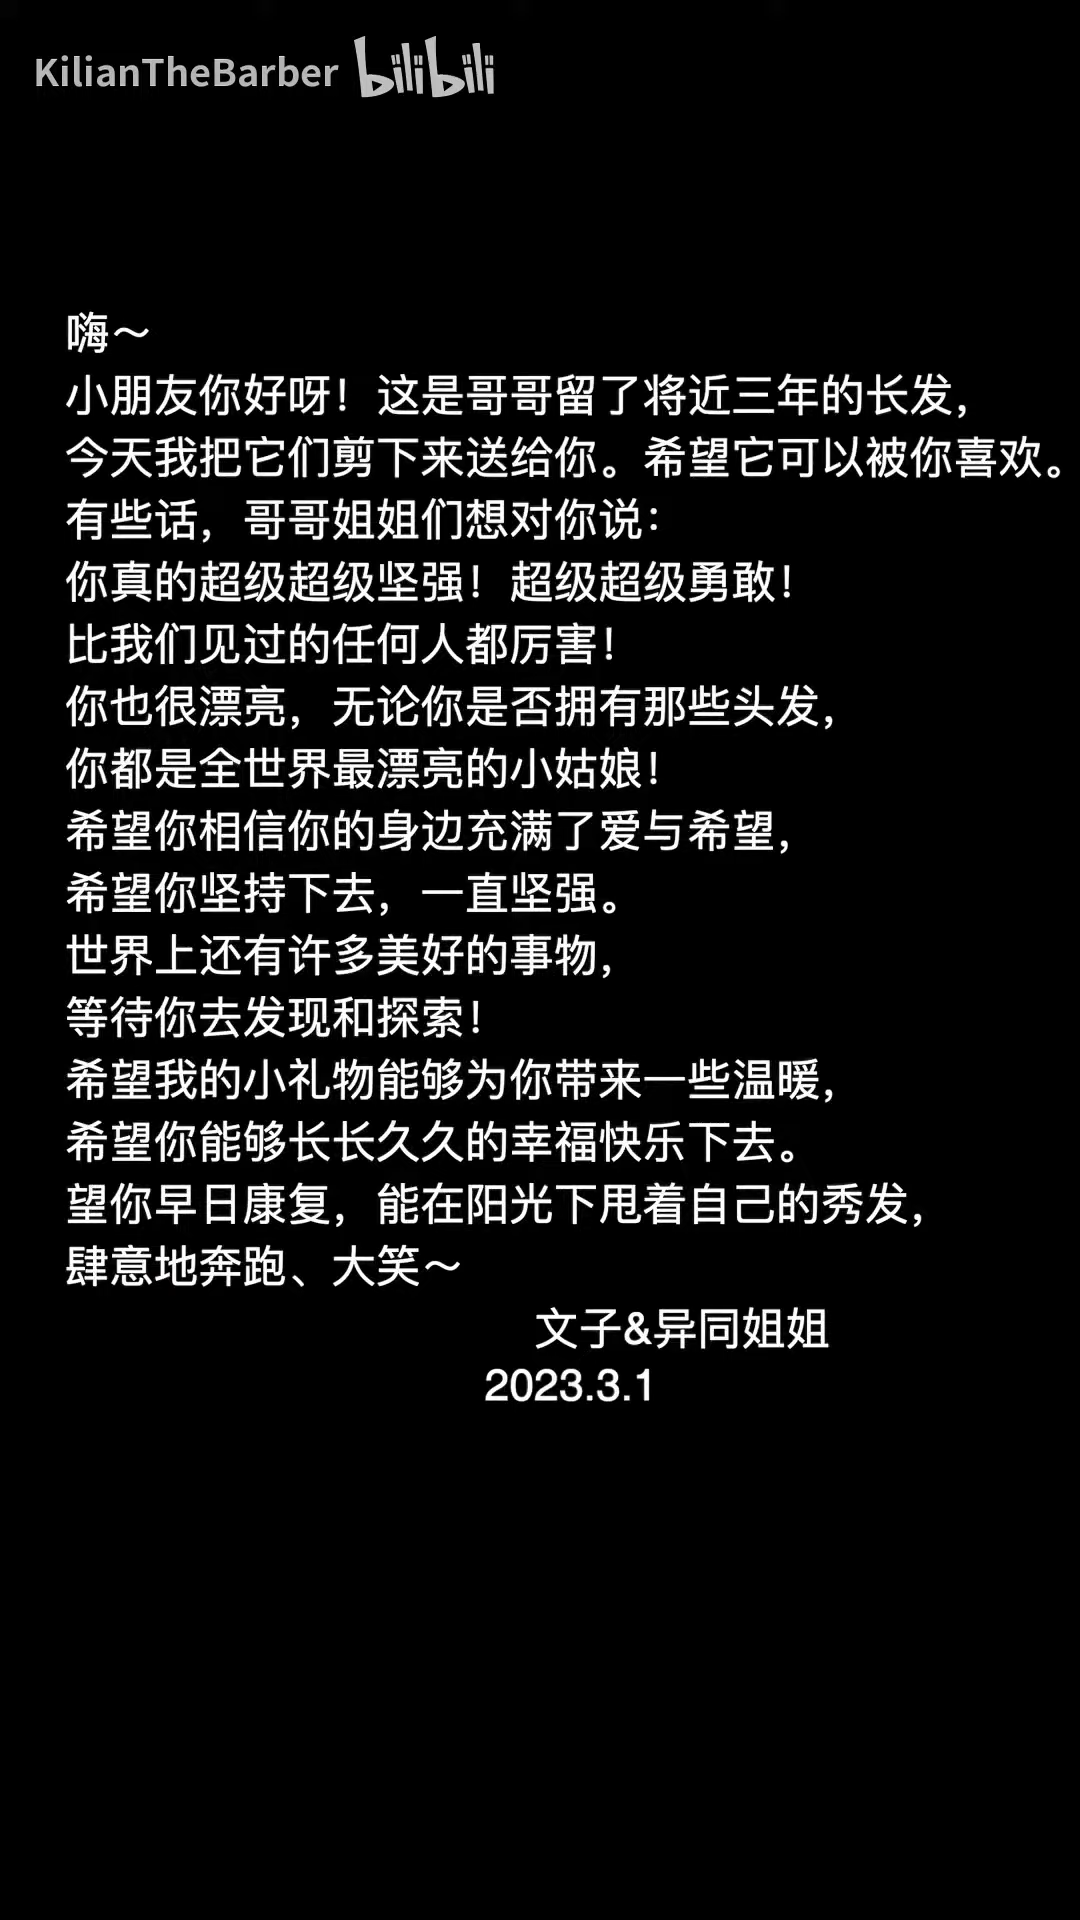 KilianTheBarber bilibili
嗨～
小朋友你好呀！这是哥哥留了将近三年的长发，
今天我把它们剪下来送给你。希望它可以被你喜欢。
有些话，哥哥姐姐们想对你说：
你真的超级超级坚强！超级超级勇敢！
比我们见过的任何人都厉害！
你也很漂亮，无论你是否拥有那些头发，
你都是全世界最漂亮的小姑娘！
希望你相信你的身边充满了爱与希望，
希望你坚持下去，一直坚强。
世界上还有许多美好的事物，
等待你去发现和探索！
希望我的小礼物能够为你带来一些温暖，
希望你能够长长久久的幸福快乐下去。
望你早日康复，能在阳光下甩着自己的秀发，
肆意地奔跑、大笑～
文子&异同姐姐
2023.3.1